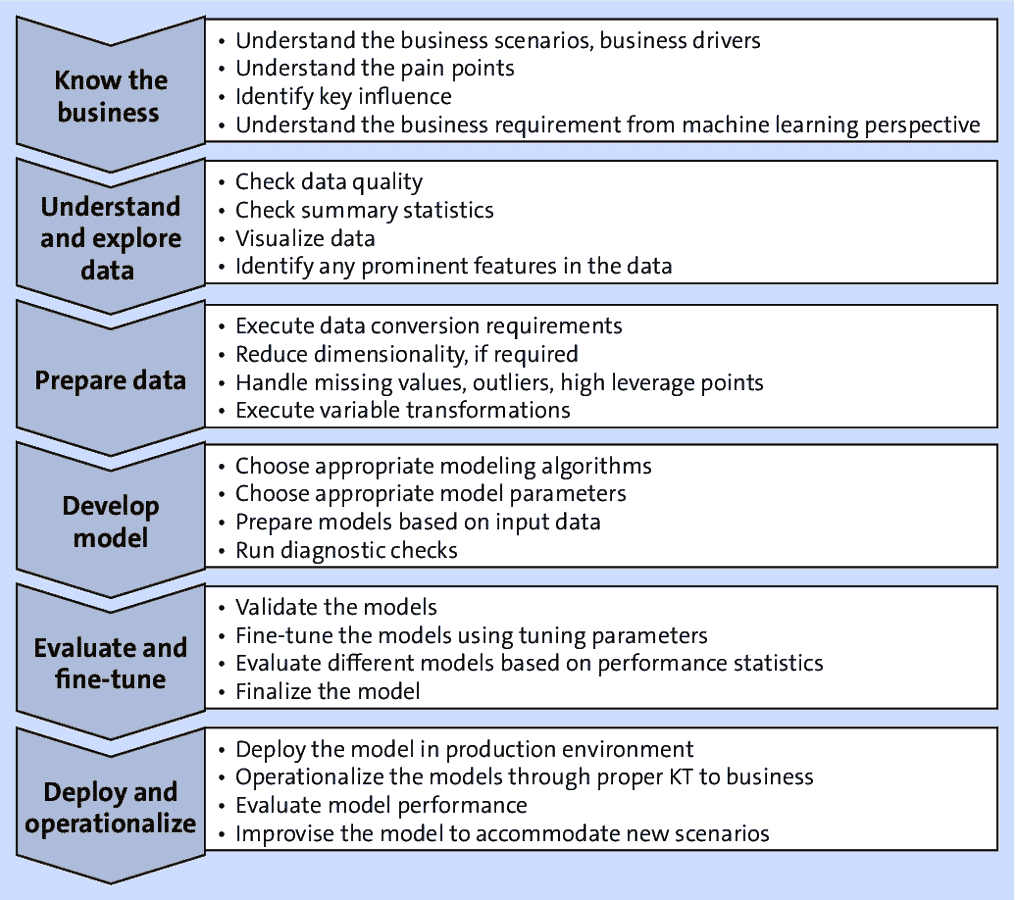 Know the
business
• Understand the business scenarios, business drivers
• Understand the pain points
• Identify key influence
• Understand the business requirement from machine learning perspective
Understand
and explore
data
• Check data quality
• Check summary statistics
• Visualize data
• Identify any prominent features in the data
Prepare data
• Execute data conversion requirements
• Reduce dimensionality, if required
• Handle missing values, outliers, high leverage points
• Execute variable transformations
Develop
model
• Choose appropriate modeling algorithms
• Choose appropriate model parameters
• Prepare models based on input data
• Run diagnostic checks
Evaluate and
fine-tune
• Validate the models
• Fine-tune the models using tuning parameters
• Evaluate different models based on performance statistics
• Finalize the model
Deploy and
operationalize
• Deploy the model in production environment
• Operationalize the models through proper KT to business
• Evaluate model performance
• Improvise the model to accommodate new scenarios